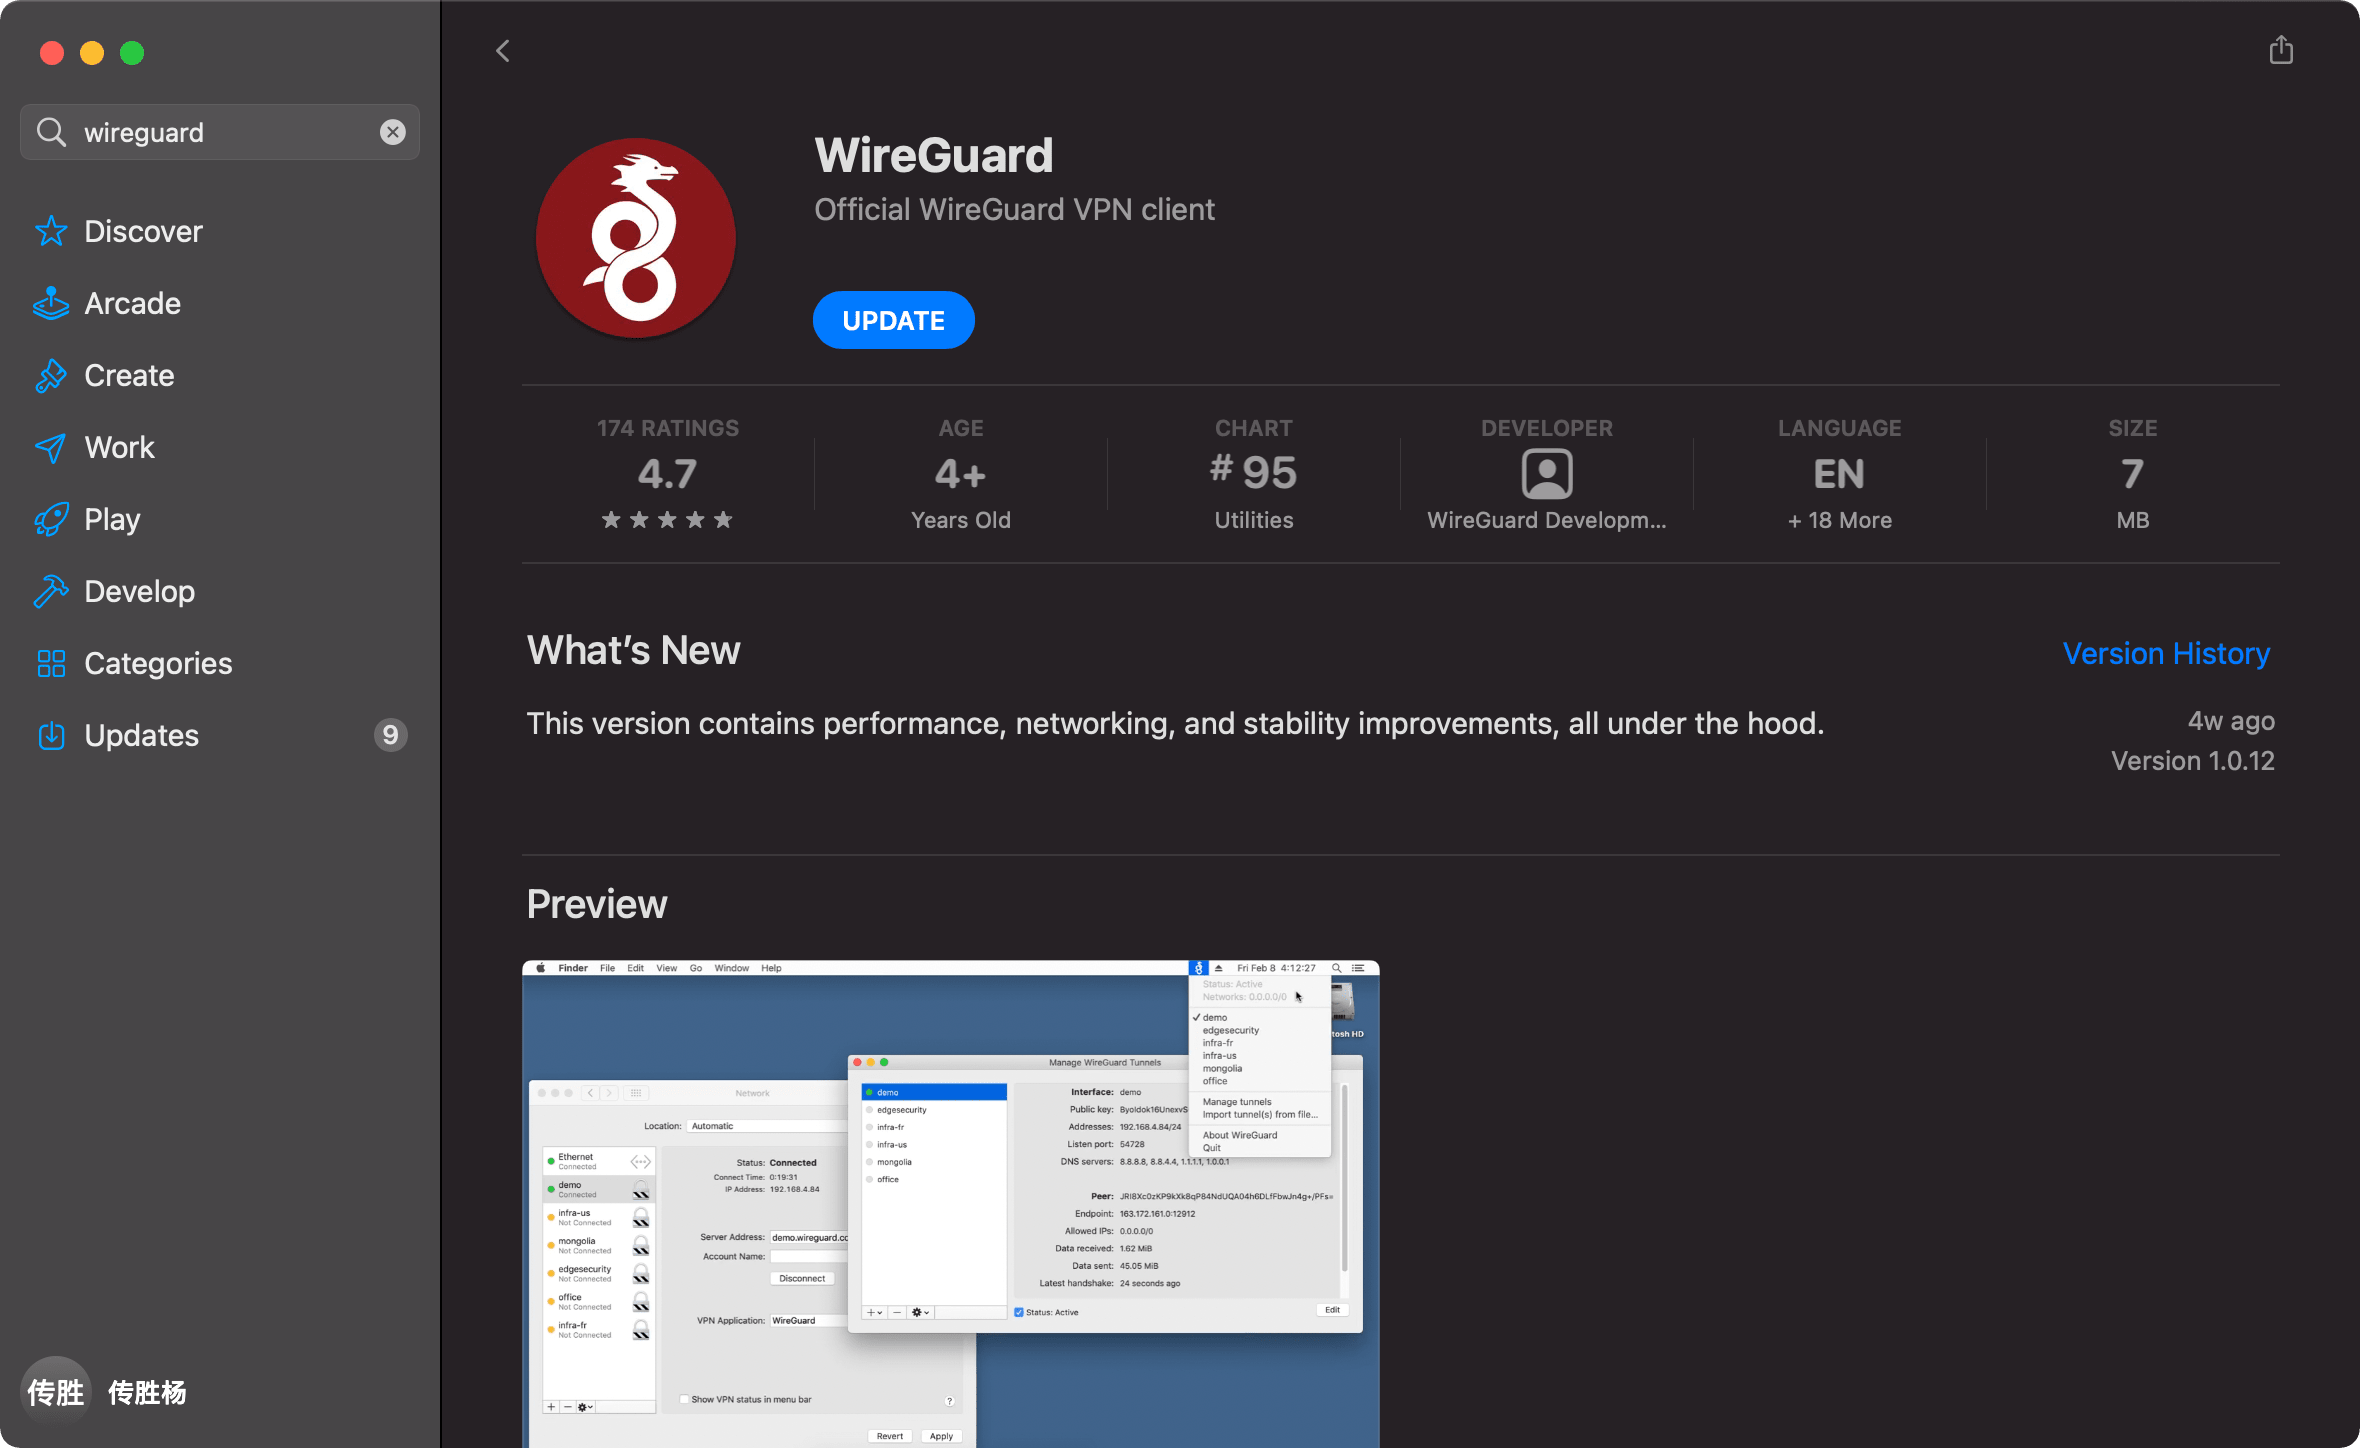 wireguard
Discover
Arcade
Create
Work
Play
Develop
Categories
Updates 9
传胜 传胜杨
WireGuard
Official WireGuard VPN client
UPDATE
174 RATINGS
4.7
AGE
4+
Years Old
CHART
# 95
Utilities
DEVELOPER
WireGuard Developm...
LANGUAGE
EN
+ 18 More
SIZE
7
MB
What's New
Version History
This version contains performance, networking, and stability improvements, all under the hood.
4w ago
Version 1.0.12
Preview
Finder File Edit View Go Window Help
Fri Feb 8 4:12:27
Status: Active
Networks: 0.0.0.0/0
demo
edgesecurity
infra-fr
infra-us
mongolia
office
Manage tunnels
Import tunnel(s) from file...
About WireGuard
Quit
tosh HD
Network
Location: Automatic
Ethernet
Connected
demo
Connected
infra-us
Not Connected
mongolia
Not Connected
edgesecurity
Not Connected
office
Not Connected
infra-fr
Not Connected
Status: Connected
Connect Time: 0:19:31
IP Address: 192.168.4.84
Server Address: demo.wireguard.co
Account Name:
Disconnect
VPN Application: WireGuard
Show VPN status in menu bar
?
Revert Apply
Manage WireGuard Tunnels
demo
edgesecurity
infra-fr
infra-us
mongolia
office
Interface: demo
Public key: ByoIdok16UnexvS
Addresses: 192.168.4.84/24
Listen port: 54728
DNS servers: 8.8.8.8, 8.8.4.4, 1.1.1.1, 1.0.0.1
Peer: JRI8Xc0zKP9kXk8qP84NdUQA04h6DLfFbwJn4g+/PFs=
Endpoint: 163.172.161.0:12912
Allowed IPs: 0.0.0.0/0
Data received: 1.62 MiB
Data sent: 45.05 MiB
Latest handshake: 24 seconds ago
Status: Active
Edit